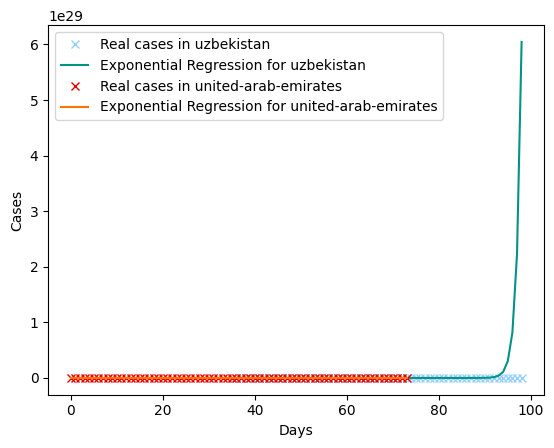 1e29
Real cases in uzbekistan
Exponential Regression for uzbekistan
Real cases in united-arab-emirates
Exponential Regression for united-arab-emirates
6
5
4
3
2
1
0
Cases
0 20 40 60 80 100
Days